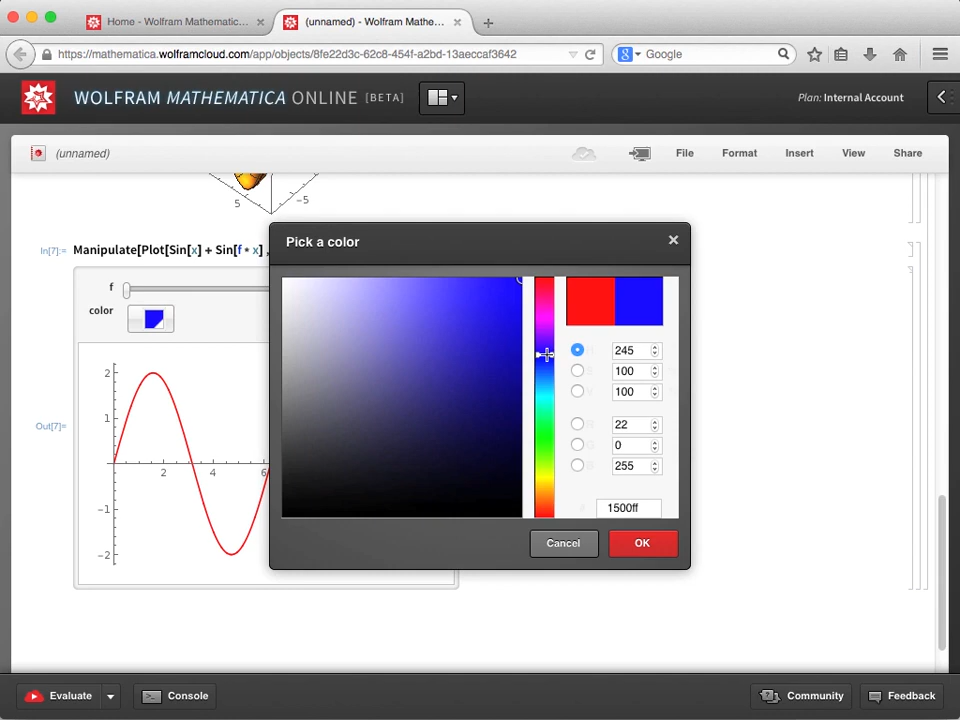 Home - Wolfram Mathematic...
(unnamed) - Wolfram Mathe...
https://mathematica.wolframcloud.com/app/objects/8fe22d3c-62c8-454f-a2bd-13aeccaf3642
Google
WOLFRAM MATHEMATICA ONLINE [BETA]
Plan: Internal Account
(unnamed)
File Format Insert View Share
5
-5
In[7]:= Manipulate[Plot[Sin[x] + Sin[f * x] ,
f
color
Out[7]=
2
1
-1
-2
2 4 6
Pick a color
245
100
100
22
0
255
1500ff
Cancel OK
Evaluate Console Community Feedback